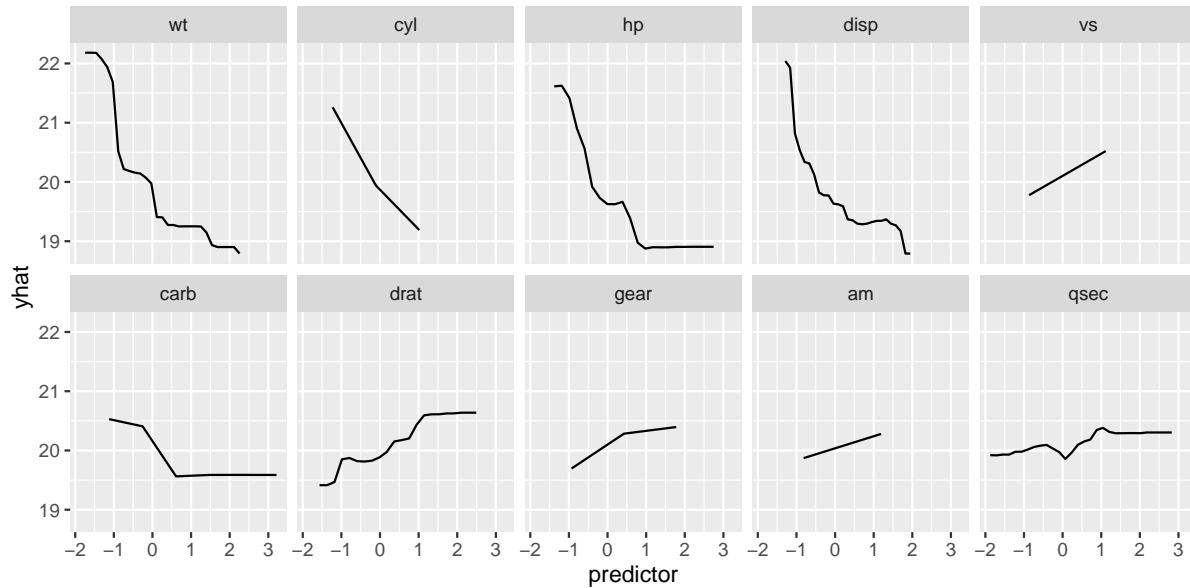 wt cyl hp disp vs
22
21
20
19
carb drat gear am qsec
22
21
20
19
−2 −1 0 1 2 3 −2 −1 0 1 2 3 −2 −1 0 1 2 3 −2 −1 0 1 2 3 −2 −1 0 1 2 3
predictor
yhat